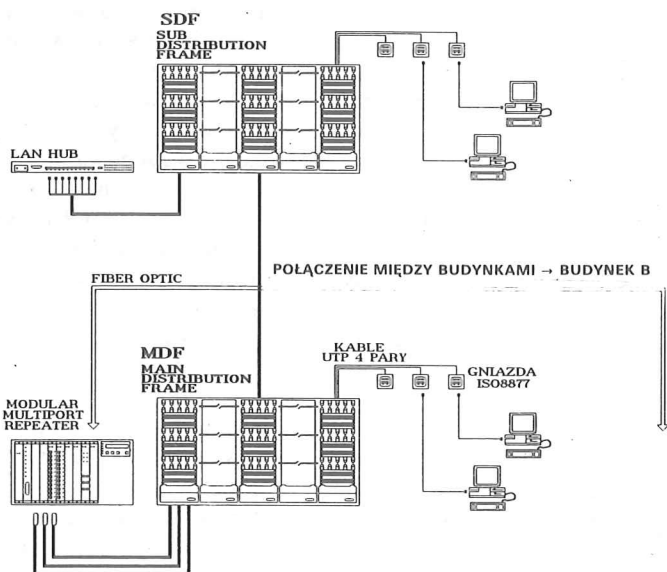 SDF
SUB
DISTRIBUTION
FRAME
LAN HUB
FIBER OPTIC
POŁĄCZENIE MIĘDZY BUDYNKAMI → BUDYNEK B
MDF
MAIN
DISTRIBUTION
FRAME
KABLE
UTP 4 PARY
GNIAZDA
ISO8877
MODULAR
MULTIPORT
REPEATER